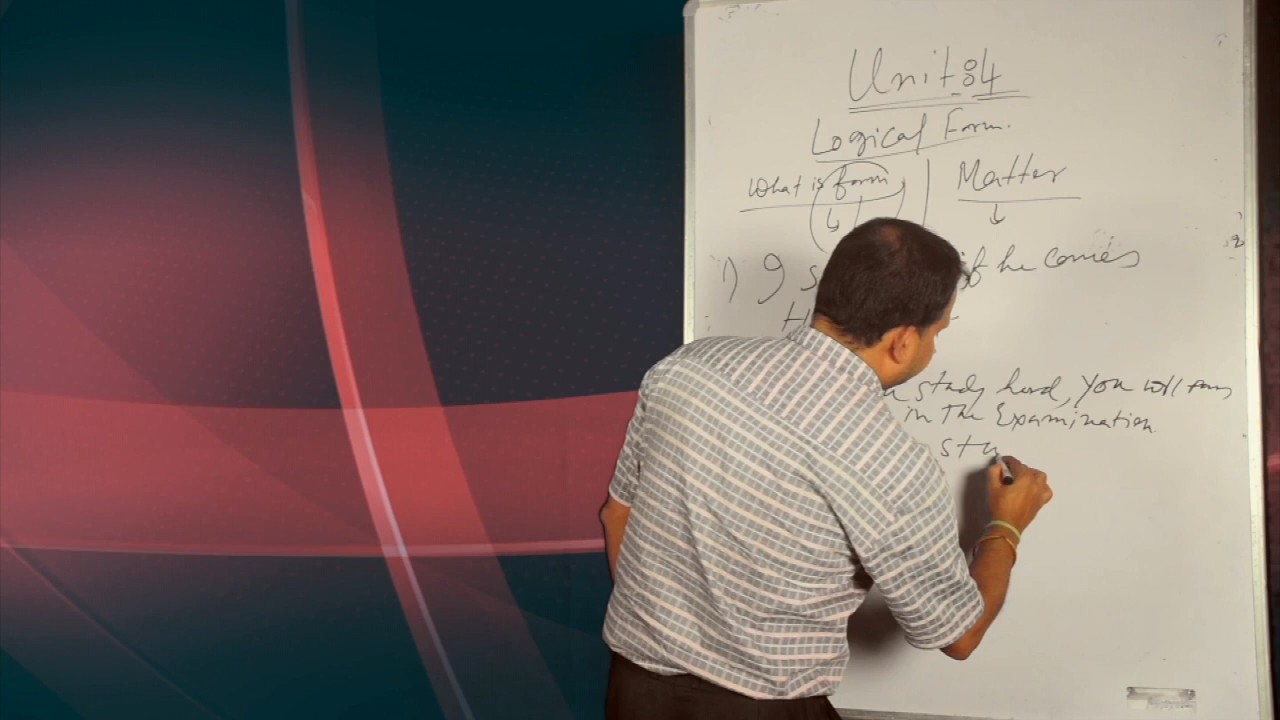 Unit:04
Logical Form.
What is form | Matter
1) I s if he comes
H
study hard, you will pass
in The Examination.
stu